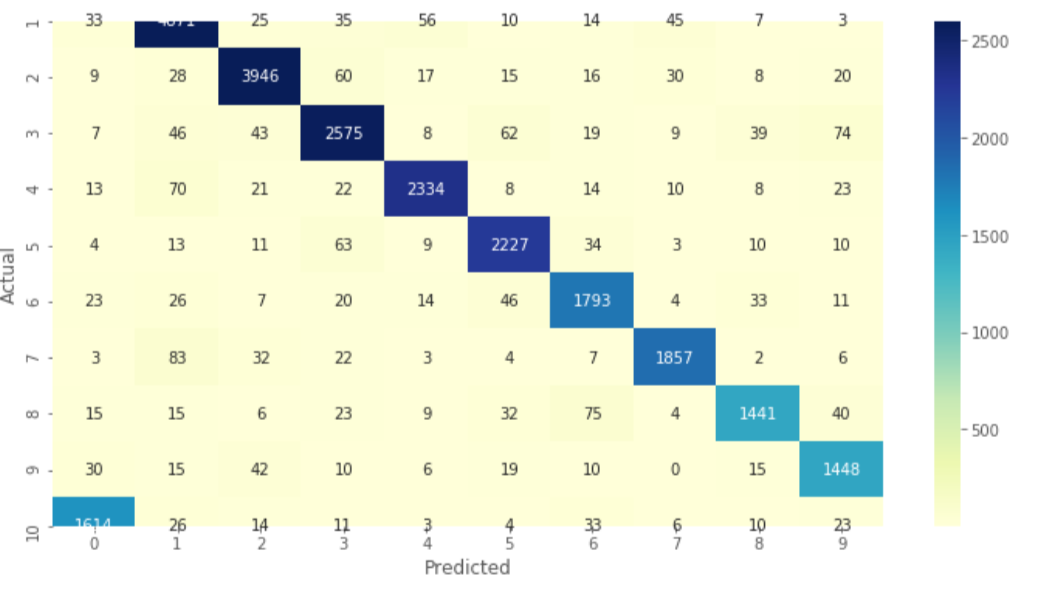 1 33 4871 25 35 56 10 14 45 7 3
2 9 28 3946 60 17 15 16 30 8 20
3 7 46 43 2575 8 62 19 9 39 74
4 13 70 21 22 2334 8 14 10 8 23
5 4 13 11 63 9 2227 34 3 10 10
6 23 26 7 20 14 46 1793 4 33 11
7 3 83 32 22 3 4 7 1857 2 6
8 15 15 6 23 9 32 75 4 1441 40
9 30 15 42 10 6 19 10 0 15 1448
10 1614 26 14 11 3 4 33 6 10 23
0 1 2 3 4 5 6 7 8 9
Predicted
Actual
2500
2000
1500
1000
500